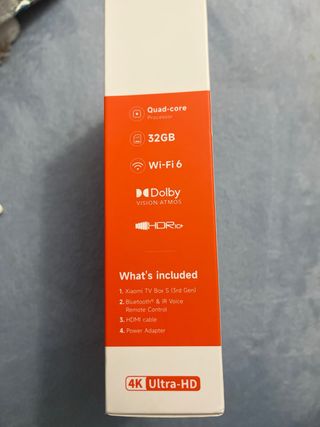 Quad-core
Processor
32GB
Wi-Fi 6
Dolby
VISION ATMOS
HDR10+
What's included
1. Xiaomi TV Box S (3rd Gen)
2. Bluetooth® & IR Voice
Remote Control
3. HDMI cable
4. Power Adapter
4K Ultra-HD